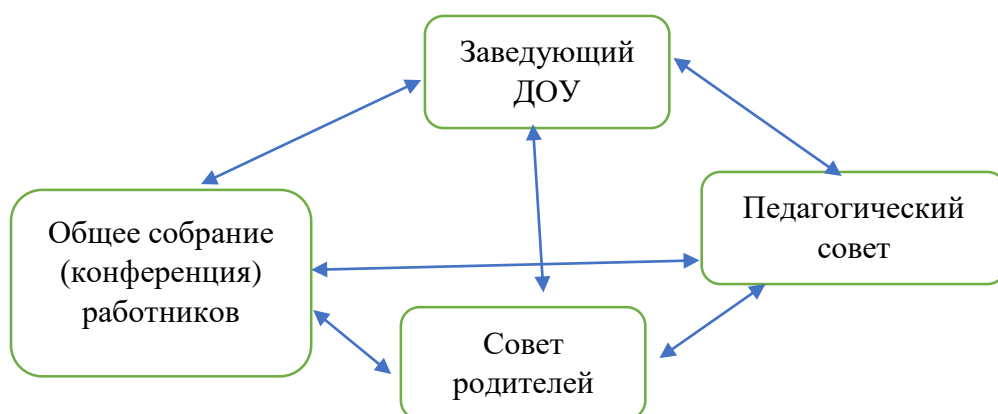 Заведующий
ДОУ
Общее собрание
(конференция)
работников
Педагогический
совет
Совет
родителей